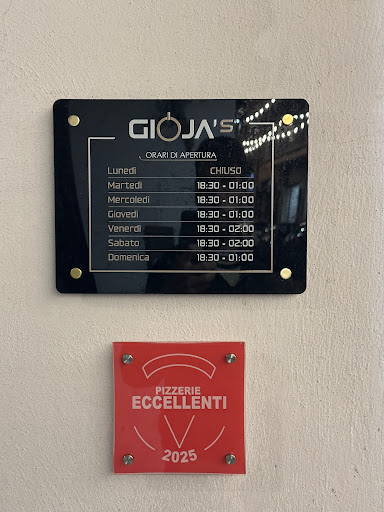 GIOJA'S
ORARI DI APERTURA
Lunedì CHIUSO
Martedì 18:30 - 01:00
Mercoledì 18:30 - 01:00
Giovedì 18:30 - 01:00
Venerdì 18:30 - 02:00
Sabato 18:30 - 02:00
Domenica 18:30 - 01:00
PIZZERIE
ECCELLENTI
2025